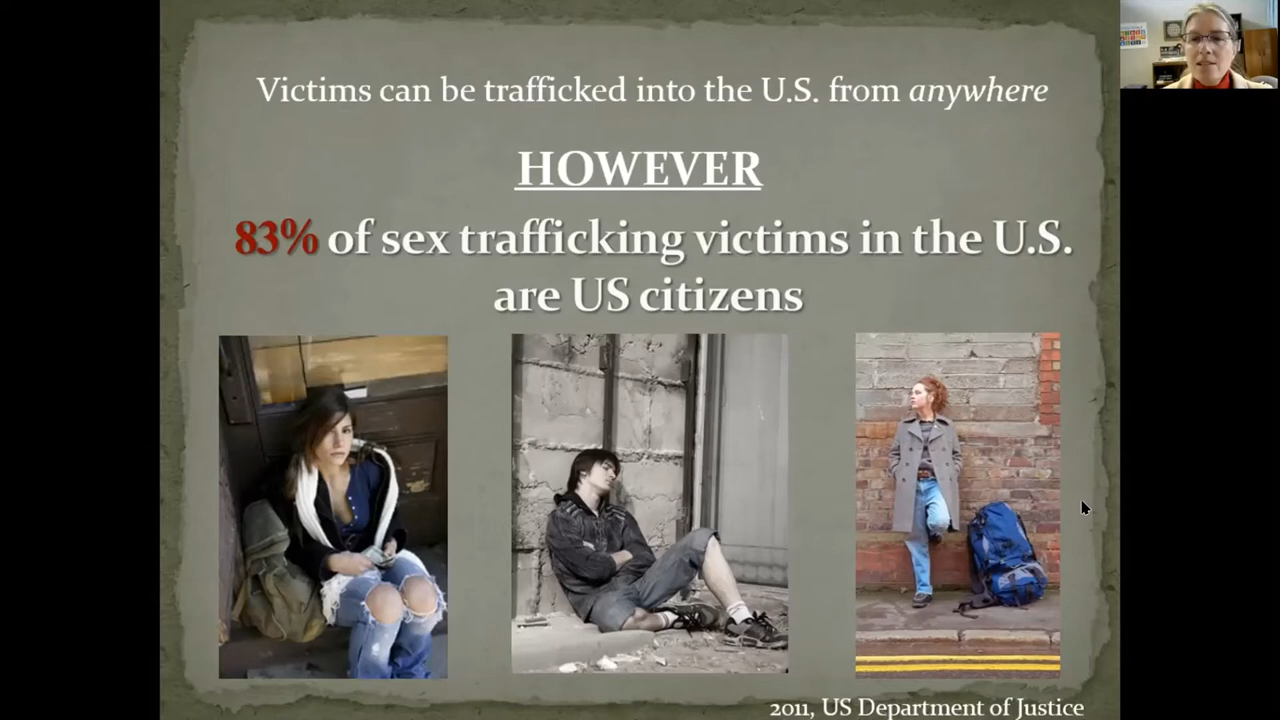 Victims can be trafficked into the U.S. from anywhere
HOWEVER
83% of sex trafficking victims in the U.S.
are US citizens
2011, US Department of Justice